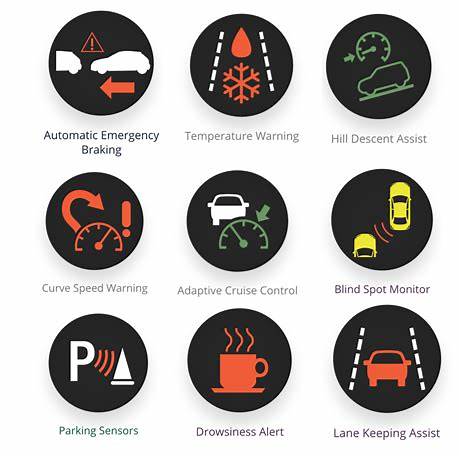 Automatic Emergency
Braking
Temperature Warning
Hill Descent Assist
Curve Speed Warning
Adaptive Cruise Control
Blind Spot Monitor
P
Parking Sensors
Drowsiness Alert
Lane Keeping Assist